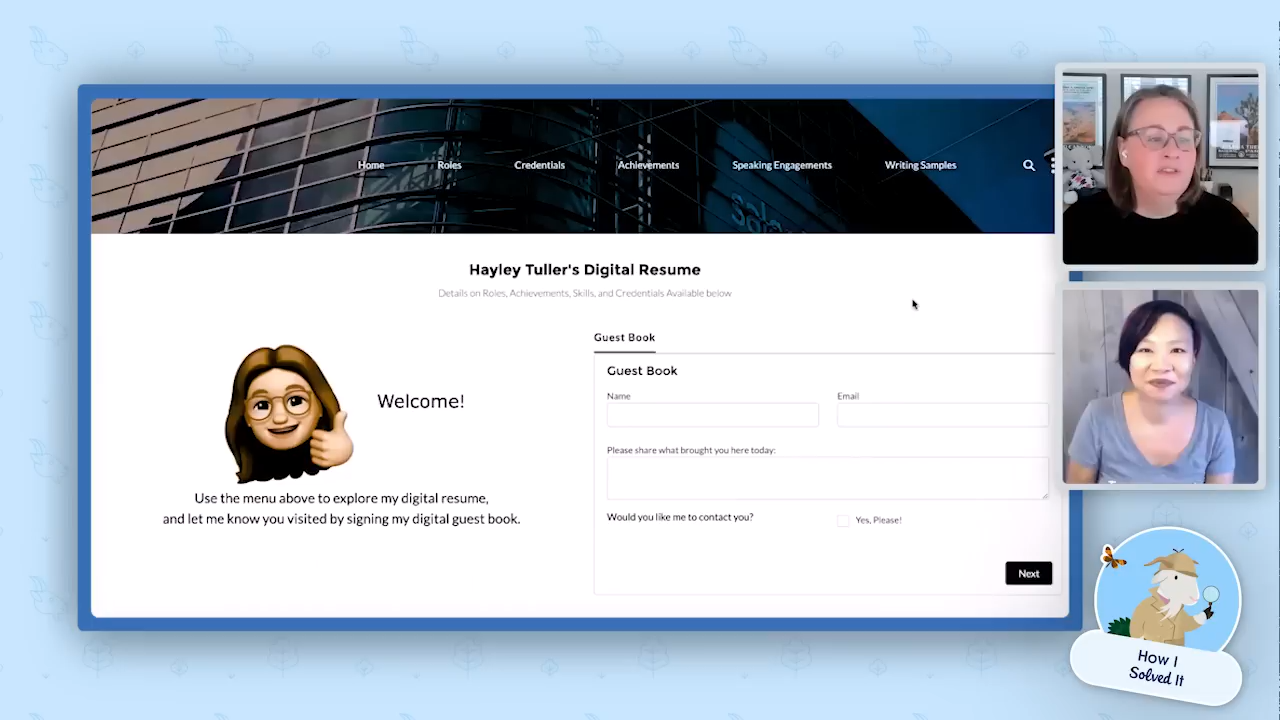 Home Roles Credentials Achievements Speaking Engagements Writing Samples
Hayley Tuller's Digital Resume
Details on Roles, Achievements, Skills, and Credentials Available below
Guest Book
Guest Book
Name Email
Welcome!
Please share what brought you here today:
Use the menu above to explore my digital resume,
and let me know you visited by signing my digital guest book.
Would you like me to contact you? Yes, Please!
Next
How I
Solved It